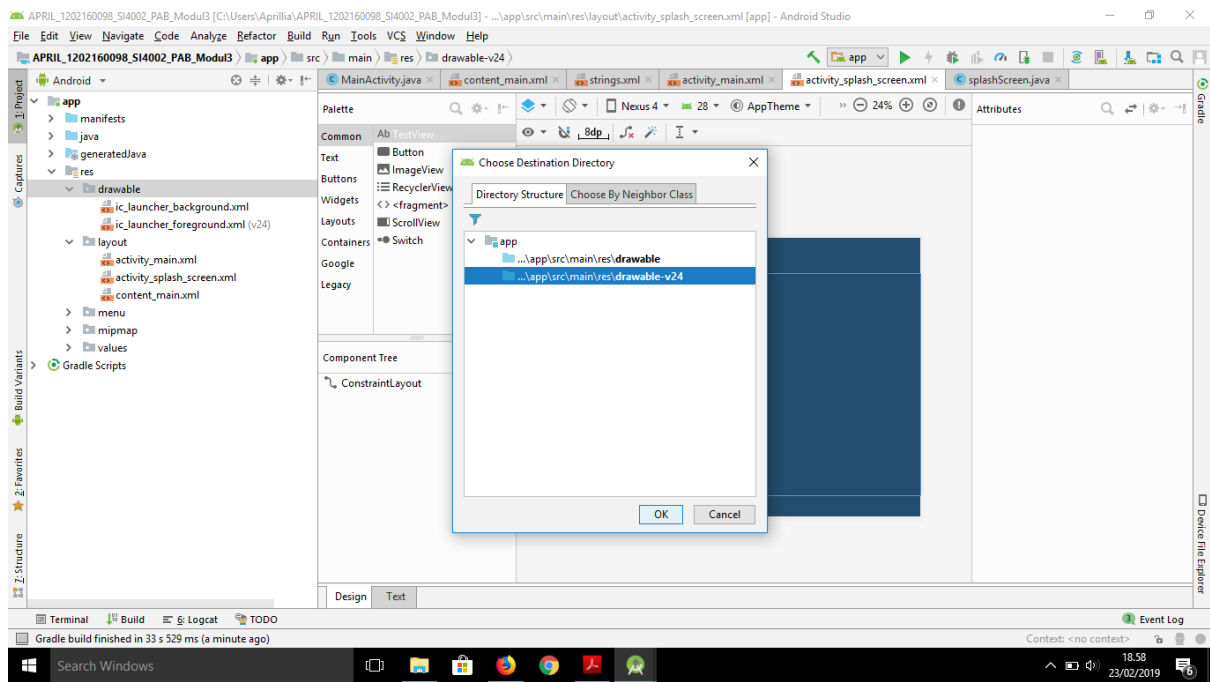 APRIL_1202160098_SI4002_PAB_Modul3 [C:\Users\Aprillia\APRIL_1202160098_SI4002_PAB_Modul3] - ...\app\src\main\res\layout\activity_splash_screen.xml [app] - Android Studio
File Edit View Navigate Code Analyze Refactor Build Run Tools VCS Window Help
APRIL_1202160098_SI4002_PAB_Modul3 app src main res drawable-v24 app
Android MainActivity.java content_main.xml strings.xml activity_main.xml activity_splash_screen.xml splashScreen.java
1: Project
Captures
Build Variants
2: Favorites
7: Structure
app
manifests
java
generatedJava
res
drawable
ic_launcher_background.xml
ic_launcher_foreground.xml (v24)
layout
activity_main.xml
activity_splash_screen.xml
content_main.xml
menu
mipmap
values
Gradle Scripts
Palette
Common
Text
Buttons
Widgets
Layouts
Containers
Google
Legacy
Ab TextView
Button
ImageView
RecyclerView
<> <fragment>
ScrollView
Switch
Component Tree
ConstraintLayout
Nexus 4 28 AppTheme 24%
8dp
Attributes
Choose Destination Directory
Directory Structure Choose By Neighbor Class
app
...\app\src\main\res\drawable
...\app\src\main\res\drawable-v24
OK Cancel
Gradle
Device File Explorer
Design Text
Terminal Build 6: Logcat TODO Event Log
Gradle build finished in 33 s 529 ms (a minute ago) Context: <no context>
Search Windows
18.58
23/02/2019
6